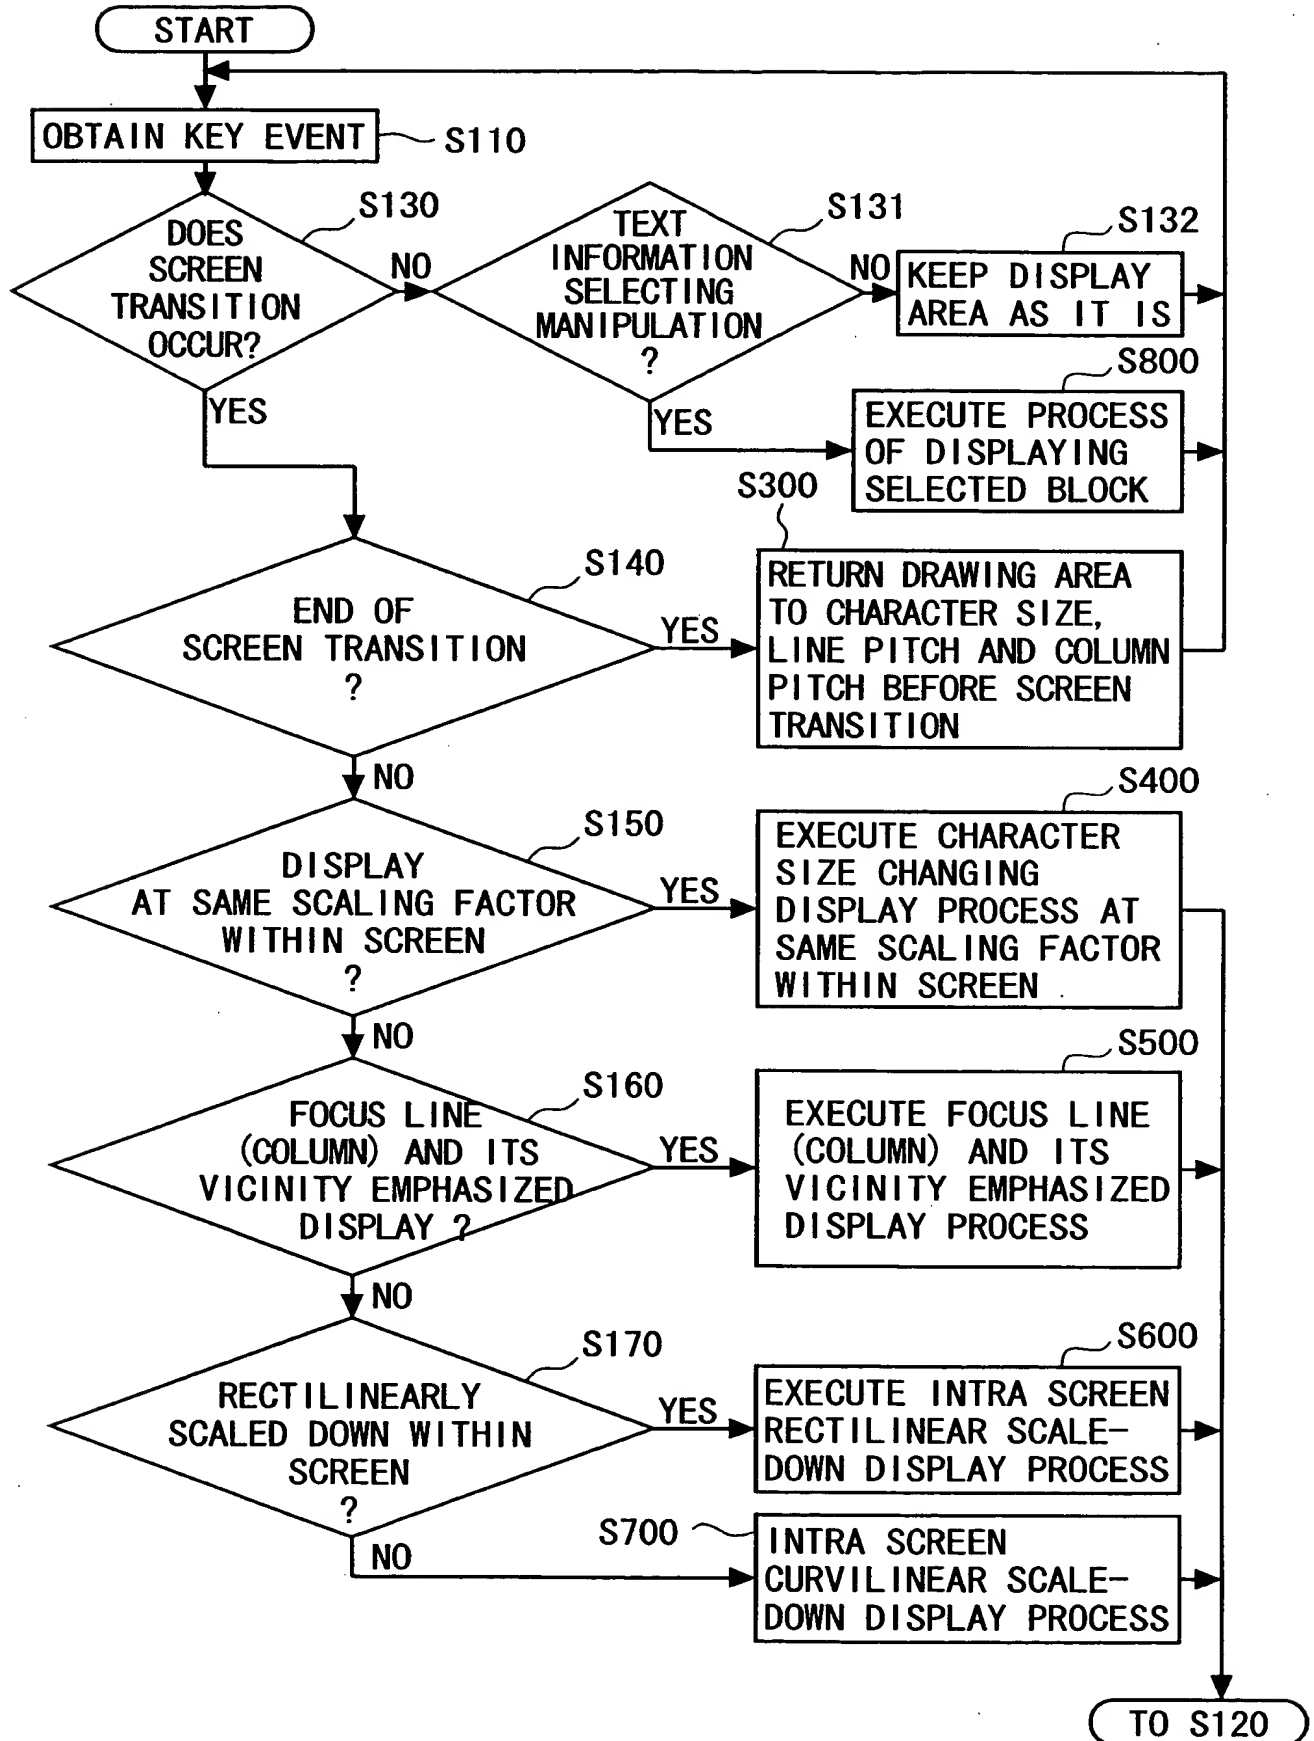 START
OBTAIN KEY EVENT
S110
S130
DOES
SCREEN
TRANSITION
OCCUR?
NO
YES
S131
TEXT
INFORMATION
SELECTING
MANIPULATION
?
NO
YES
S132
KEEP DISPLAY
AREA AS IT IS
S800
EXECUTE PROCESS
OF DISPLAYING
SELECTED BLOCK
S140
END OF
SCREEN TRANSITION
?
YES
NO
S300
RETURN DRAWING AREA
TO CHARACTER SIZE,
LINE PITCH AND COLUMN
PITCH BEFORE SCREEN
TRANSITION
S150
DISPLAY
AT SAME SCALING FACTOR
WITHIN SCREEN
?
YES
NO
S400
EXECUTE CHARACTER
SIZE CHANGING
DISPLAY PROCESS AT
SAME SCALING FACTOR
WITHIN SCREEN
S160
FOCUS LINE
(COLUMN) AND ITS
VICINITY EMPHASIZED
DISPLAY ?
YES
NO
S500
EXECUTE FOCUS LINE
(COLUMN) AND ITS
VICINITY EMPHASIZED
DISPLAY PROCESS
S170
RECTILINEARLY
SCALED DOWN WITHIN
SCREEN
?
YES
NO
S600
EXECUTE INTRA SCREEN
RECTILINEAR SCALE-
DOWN DISPLAY PROCESS
S700
INTRA SCREEN
CURVILINEAR SCALE-
DOWN DISPLAY PROCESS
TO S120